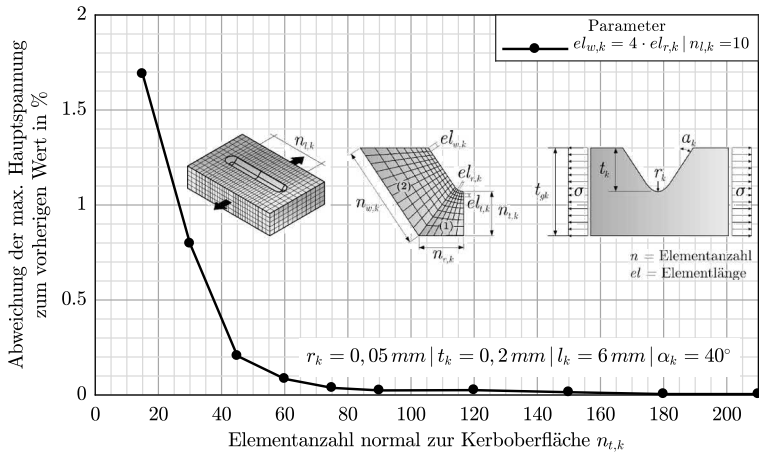 Abweichung der max. Hauptspannung
zum vorherigen Wert in %
2
1.5
1
0.5
0
0 20 40 60 80 100 120 140 160 180 200
Elementanzahl normal zur Kerboberfläche n_{t,k}
Parameter
el_{w,k} = 4 · el_{r,k} | n_{l,k} =10
n_{l,k}
el_{w,k}
el_{r,k}
el_{t,k}
n_{l,k}
n_{w,k}
n_{r,k}
(2)
(1)
a_k
t_k
r_k
t_{gk}
σ
σ
n = Elementanzahl
el = Elementlänge
r_k = 0,05 mm | t_k = 0,2 mm | l_k = 6 mm | α_k = 40°